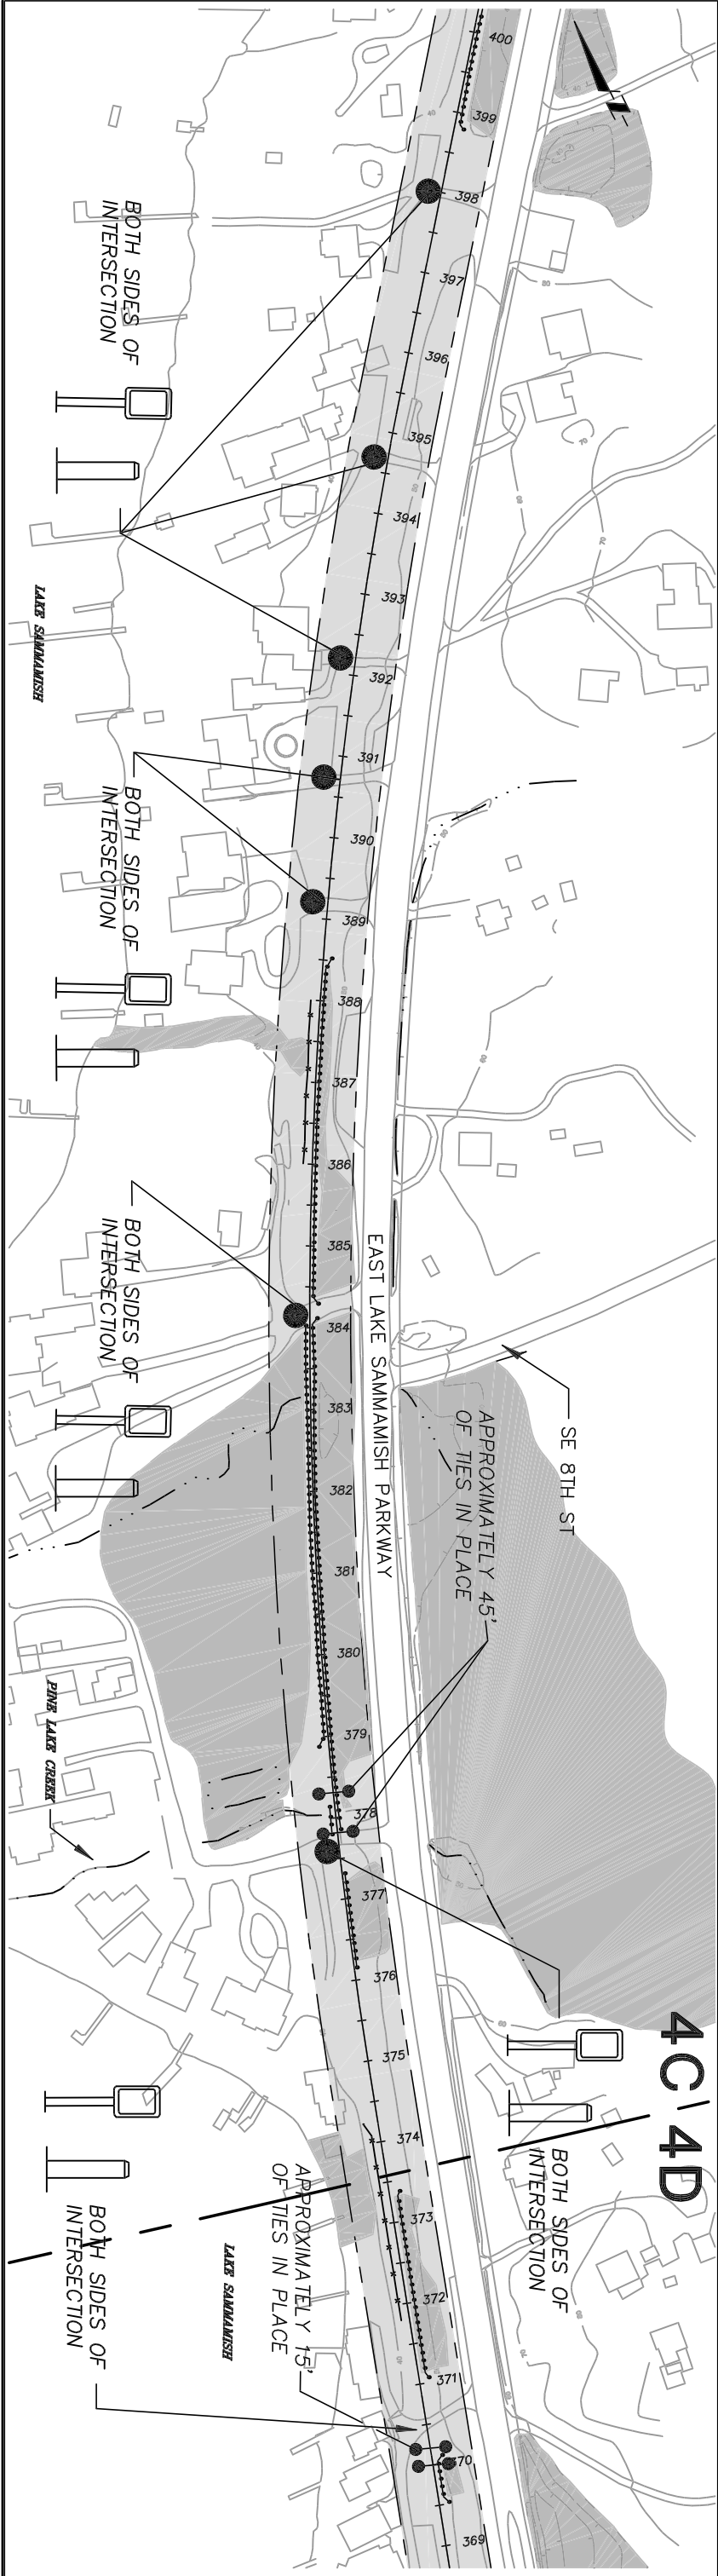 400
399
398
397
396
395
394
393
392
391
390
389
388
387
386
385
384
383
382
381
380
379
378
377
376
375
374
373
372
371
370
369
BOTH SIDES OF
INTERSECTION
LAKE SAMMAMISH
BOTH SIDES OF
INTERSECTION
BOTH SIDES OF
INTERSECTION
EAST LAKE SAMMAMISH PARKWAY
SE 8TH ST
APPROXIMATELY 45'
OF TIES IN PLACE
PINE LAKE CREEK
4C 4D
BOTH SIDES OF
INTERSECTION
APPROXIMATELY 15'
OF TIES IN PLACE
LAKE SAMMAMISH
BOTH SIDES OF
INTERSECTION